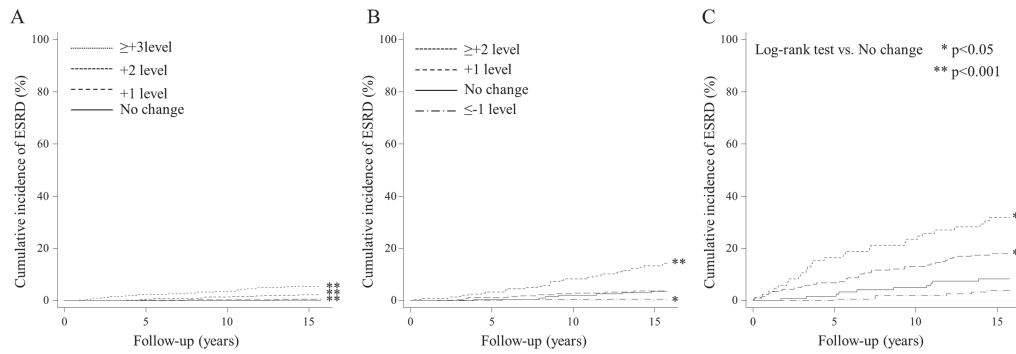 A
Cumulative incidence of ESRD (%)
100
80
60
40
20
0
≥+3level
+2 level
+1 level
No change
**
**
**
0
5
10
15
Follow-up (years)
B
Cumulative incidence of ESRD (%)
100
80
60
40
20
0
≥+2 level
+1 level
No change
≤-1 level
**
*
0
5
10
15
Follow-up (years)
C
Cumulative incidence of ESRD (%)
100
80
60
40
20
0
Log-rank test vs. No change * p<0.05
** p<0.001
*
*
0
5
10
15
Follow-up (years)